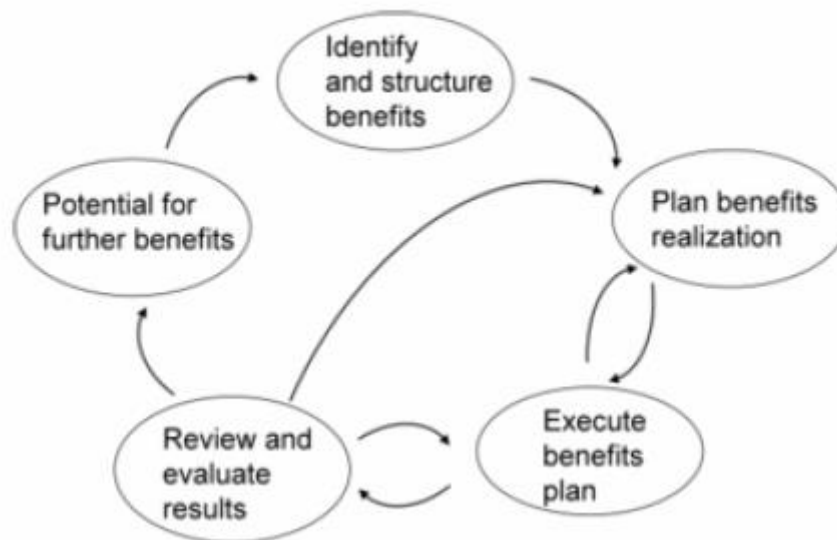 Identify
and structure
benefits
Plan benefits
realization
Execute
benefits
plan
Review and
evaluate
results
Potential for
further benefits